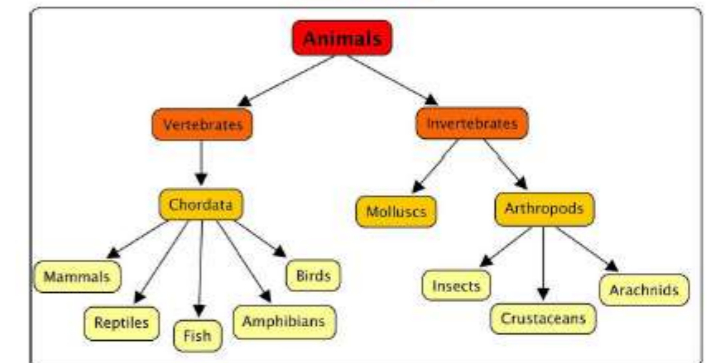 Animals
Vertebrates
Invertebrates
Chordata
Molluscs
Arthropods
Mammals
Reptiles
Fish
Amphibians
Birds
Insects
Crustaceans
Arachnids